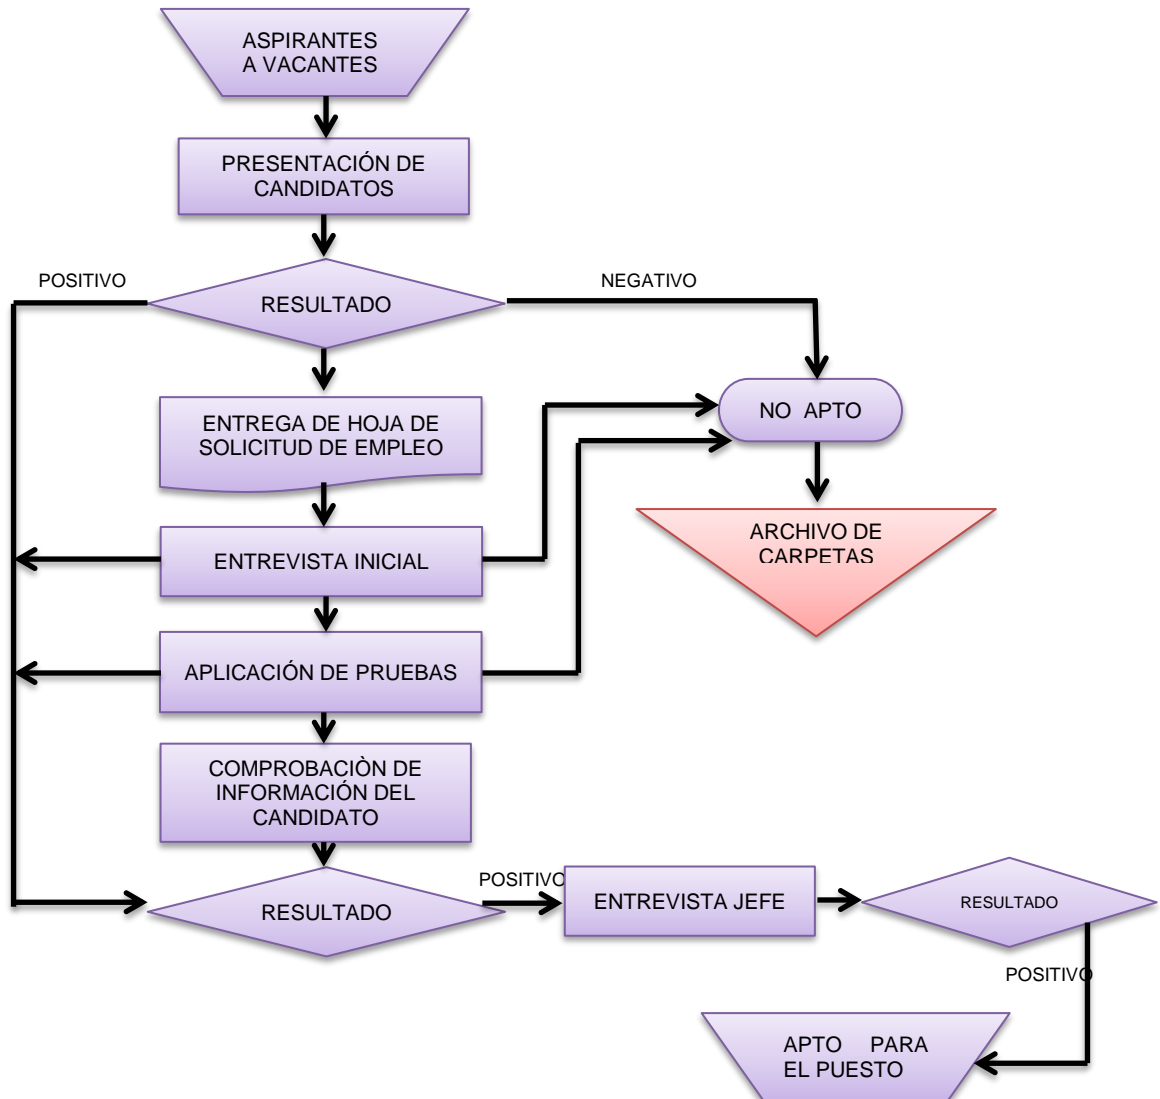 ASPIRANTES
A VACANTES
PRESENTACIÓN DE
CANDIDATOS
POSITIVO
NEGATIVO
RESULTADO
NO APTO
ENTREGA DE HOJA DE
SOLICITUD DE EMPLEO
ARCHIVO DE
CARPETAS
ENTREVISTA INICIAL
APLICACIÓN DE PRUEBAS
COMPROBACIÒN DE
INFORMACIÓN DEL
CANDIDATO
RESULTADO
POSITIVO
ENTREVISTA JEFE
RESULTADO
POSITIVO
APTO PARA
EL PUESTO